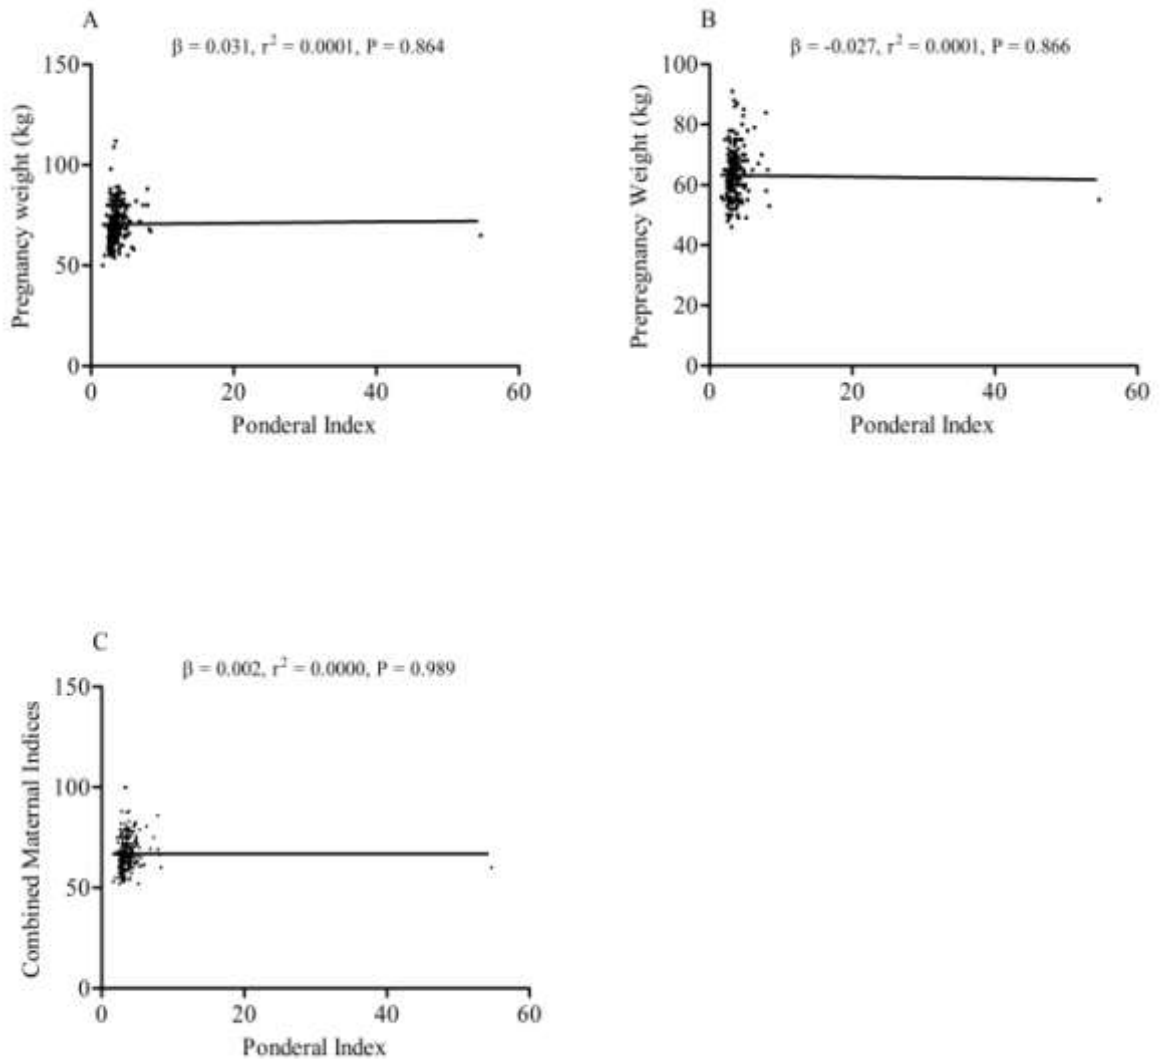 A
β = 0.031, r² = 0.0001, P = 0.864
150
100
50
0
Pregnancy weight (kg)
0 20 40 60
Ponderal Index
B
β = -0.027, r² = 0.0001, P = 0.866
100
80
60
40
20
0
Prepregnancy Weight (kg)
0 20 40 60
Ponderal Index
C
β = 0.002, r² = 0.0000, P = 0.989
150
100
50
0
Combined Maternal Indices
0 20 40 60
Ponderal Index